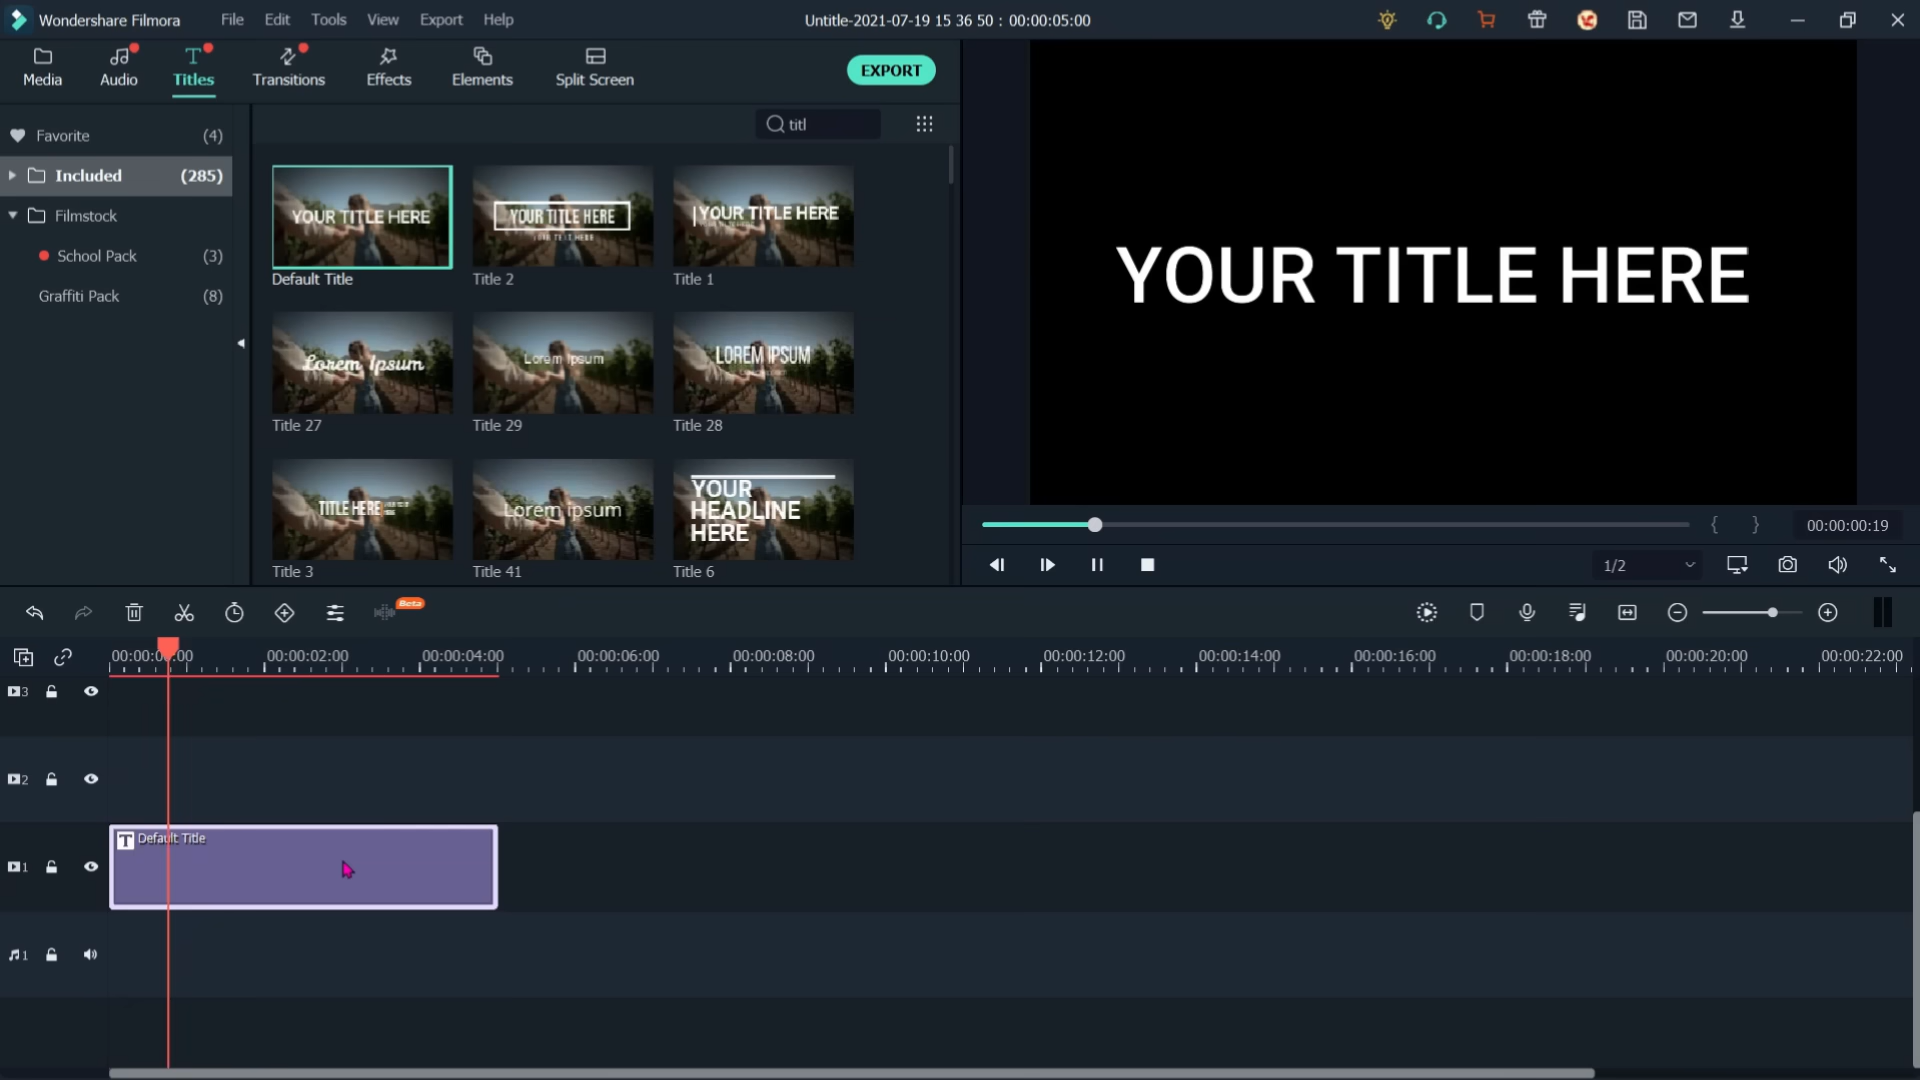 Wondershare Filmora File Edit Tools View Export Help Untitle-2021-07-19 15 36 50 : 00:00:05:00
Media Audio Titles Transitions Effects Elements Split Screen EXPORT
Favorite (4)
titl
Included (285)
Filmstock
School Pack (3)
Graffiti Pack (8)
YOUR TITLE HERE
Default Title
YOUR TITLE HERE
YOUR TEXT HERE
Title 2
YOUR TITLE HERE
Title 1
Lorem Ipsum
Title 27
Lorem Ipsum
Title 29
LOREM IPSUM
Title 28
TITLE HERE
Title 3
Lorem ipsum
Title 41
YOUR
HEADLINE
HERE
Title 6
YOUR TITLE HERE
{ } 00:00:00:19
1/2
Beta
00:00:02:00 00:00:04:00 00:00:06:00 00:00:08:00 00:00:10:00 00:00:12:00 00:00:14:00 00:00:16:00 00:00:18:00 00:00:20:00 00:00:22:00
3
2
T Default Title
1
1